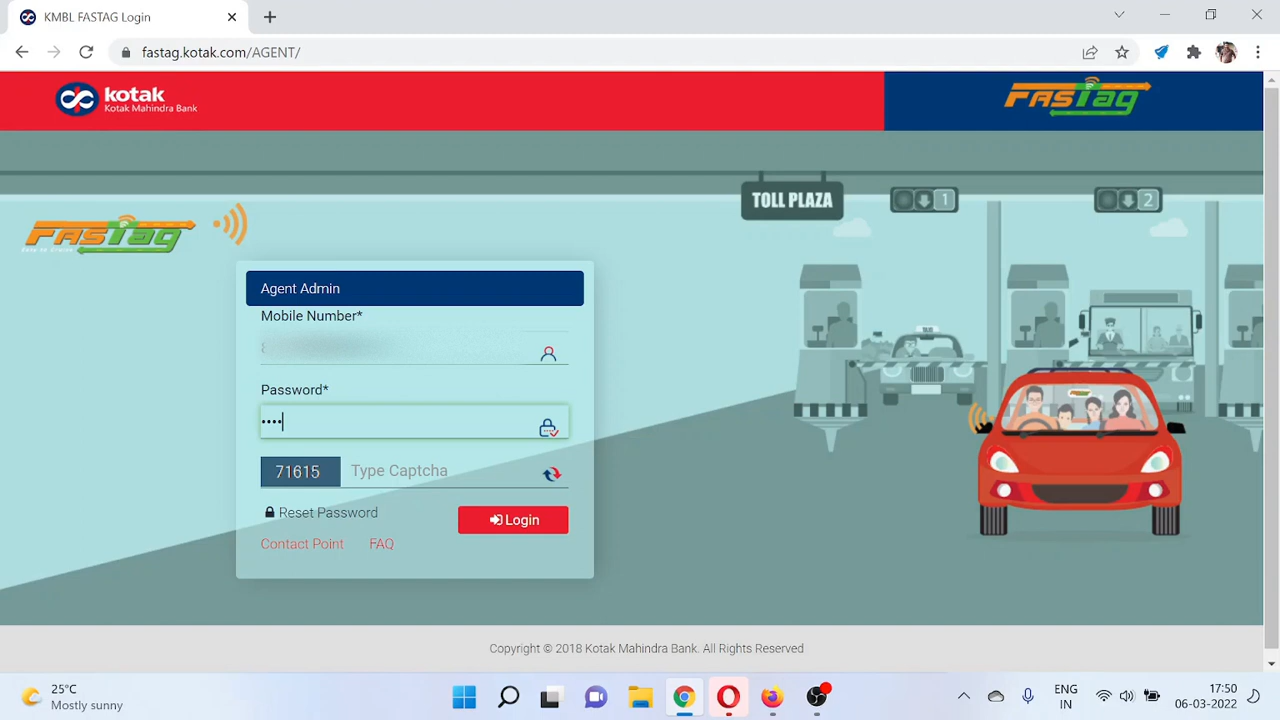 KMBL FASTAG Login
fastag.kotak.com/AGENT/
kotak
Kotak Mahindra Bank
FASTag
TOLL PLAZA
1
2
FASTag
TAXI
Agent Admin
Mobile Number*
Password*
••••
71615
Type Captcha
Reset Password
Login
Contact Point
FAQ
Copyright © 2018 Kotak Mahindra Bank. All Rights Reserved
25°C
Mostly sunny
ENG
IN
17:50
06-03-2022